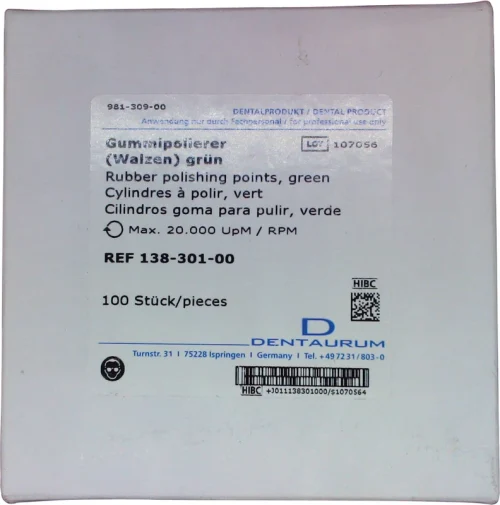 981-309-00
DENTALPRODUKT / DENTAL PRODUCT
Anwendung nur durch Fachpersonal / for professional use only
Gummipolierer
LOT 107056
(Walzen) grün
Rubber polishing points, green
Cylindres à polir, vert
Cilindros goma para pulir, verde
Max. 20.000 UpM / RPM
REF 138-301-00
HIBC
100 Stück/pieces
D
DENTAURUM
Turnstr. 31 I 75228 Ispringen I Germany I Tel. +49 72 31 / 803-0
HIBC +J011138301000/S1070564